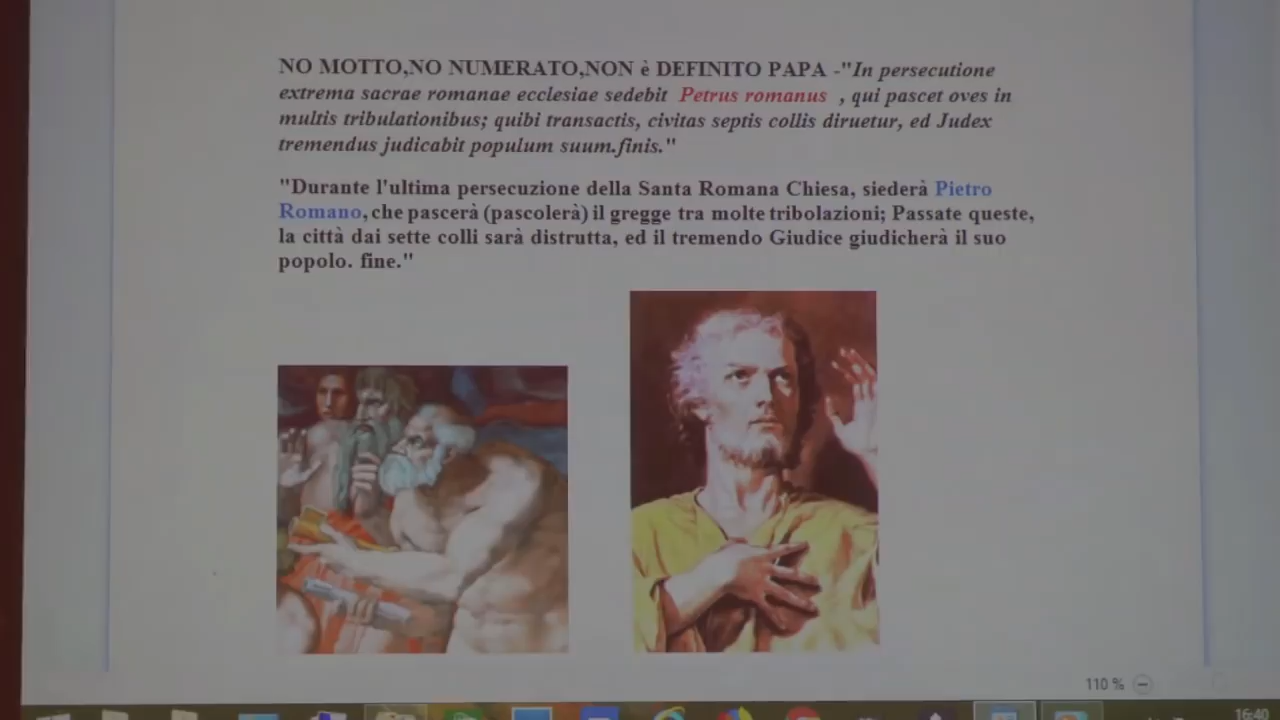 NO MOTTO,NO NUMERATO,NON è DEFINITO PAPA -"In persecutione
extrema sacrae romanae ecclesiae sedebit Petrus romanus , qui pascet oves in
multis tribulationibus; quibi transactis, civitas septis collis diruetur, ed Judex
tremendus judicabit populum suum.finis."
"Durante l'ultima persecuzione della Santa Romana Chiesa, siederà Pietro
Romano, che pascerà (pascolerà) il gregge tra molte tribolazioni; Passate queste,
la città dai sette colli sarà distrutta, ed il tremendo Giudice giudicherà il suo
popolo. fine."
110 %
16:40